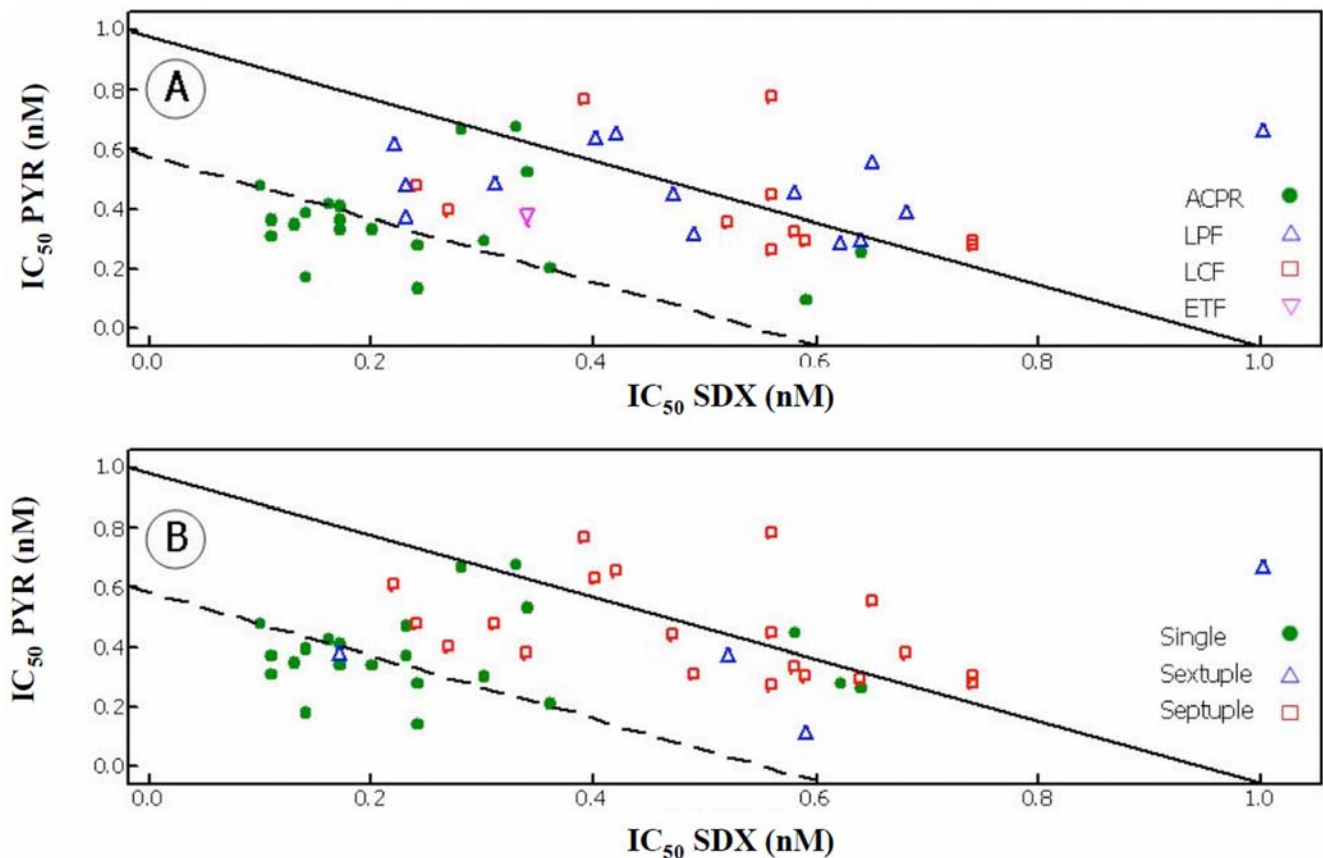 A
IC50 PYR (nM)
1.0
0.8
0.6
0.4
0.2
0.0
ACPR
LPF
LCF
ETF
0.0 0.2 0.4 0.6 0.8 1.0
IC50 SDX (nM)
B
IC50 PYR (nM)
1.0
0.8
0.6
0.4
0.2
0.0
Single
Sextuple
Septuple
0.0 0.2 0.4 0.6 0.8 1.0
IC50 SDX (nM)